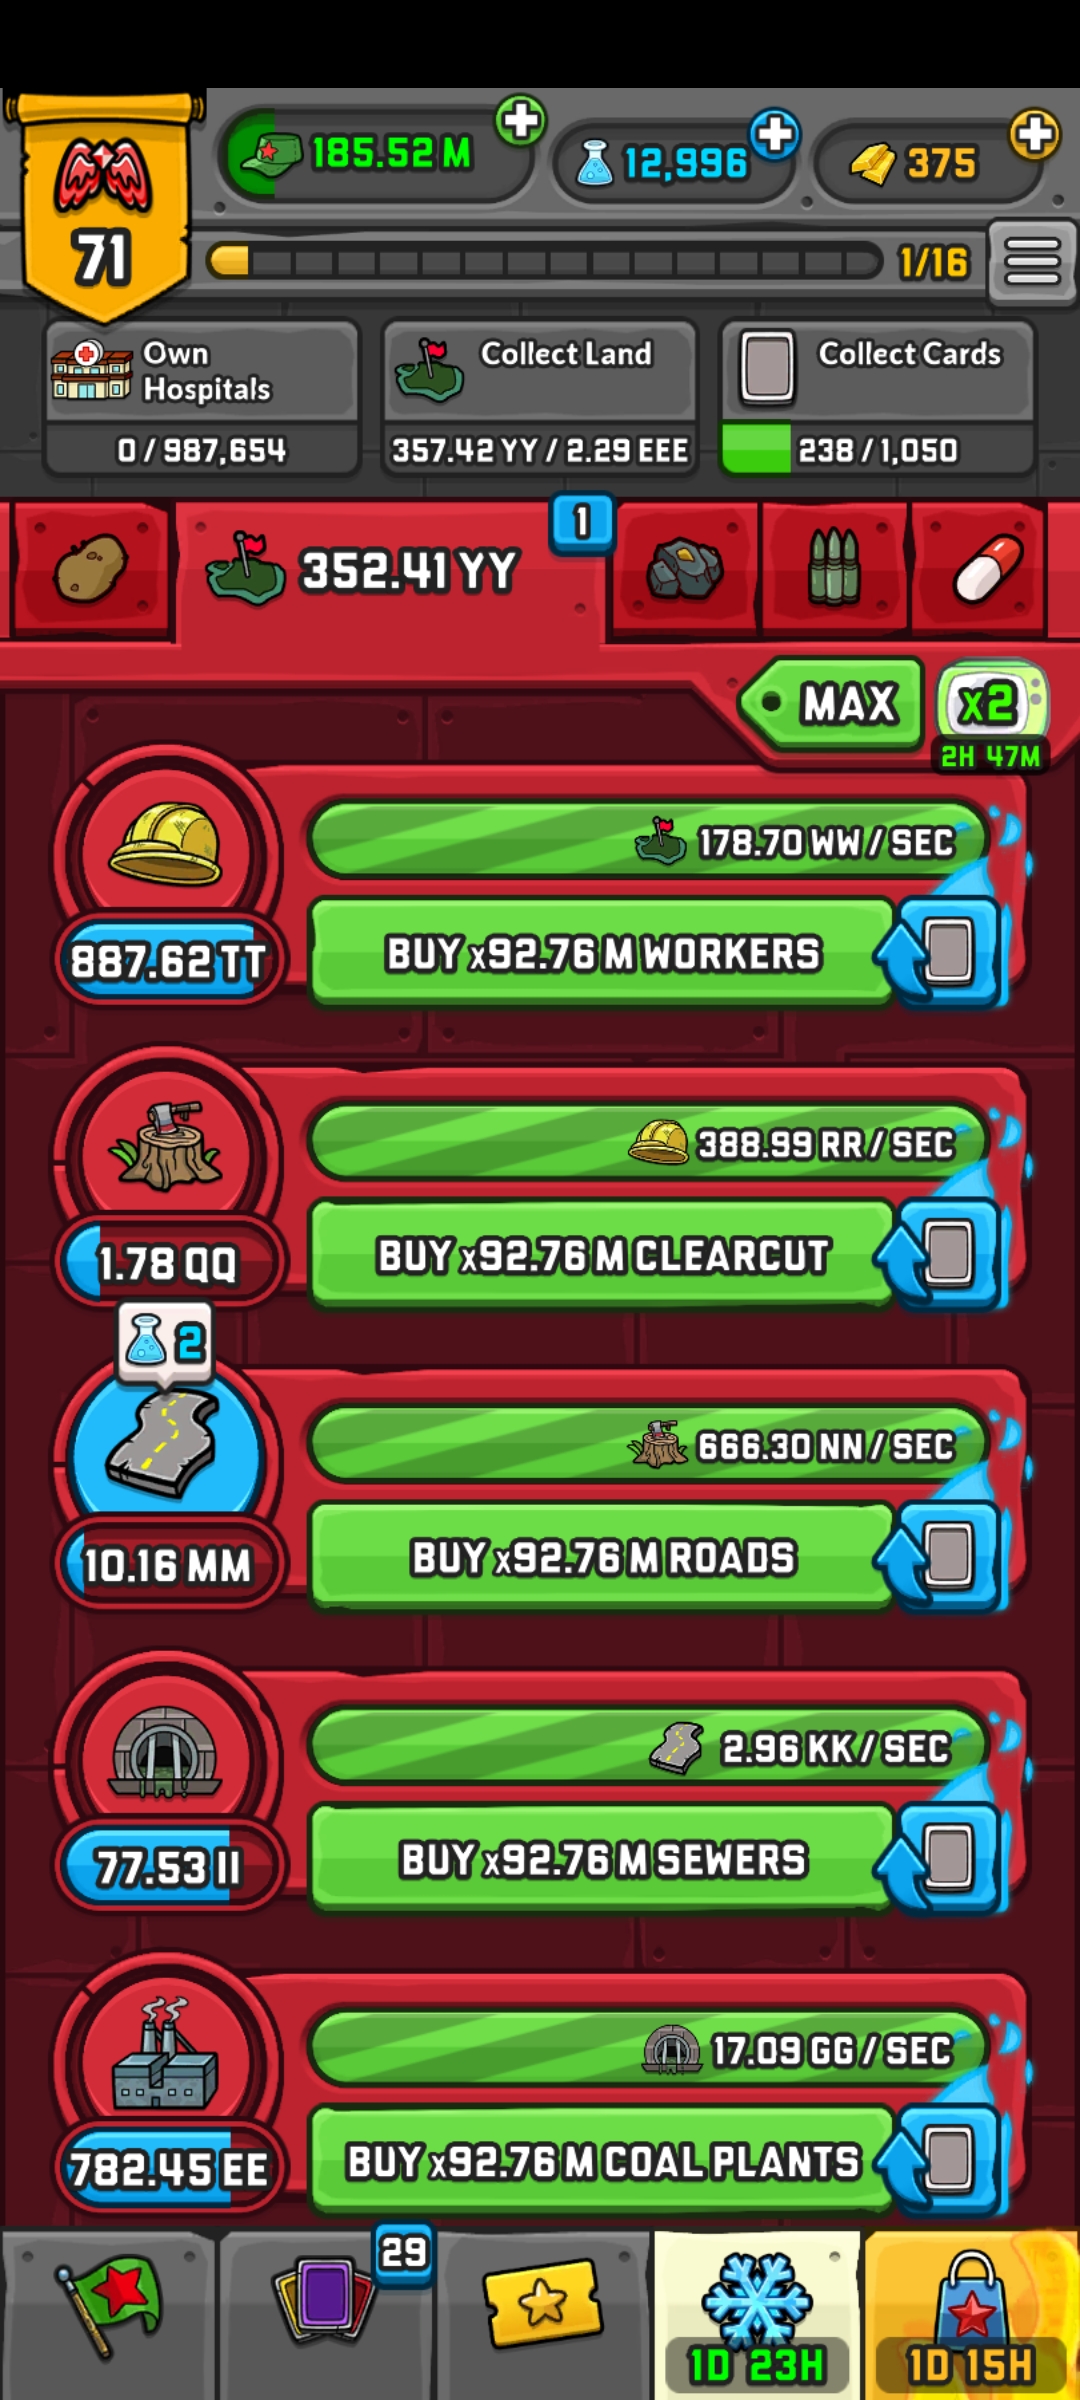 71
185.52 M
12,996
375
1/16
Own
Hospitals
0 / 987,654
Collect Land
357.42 YY / 2.29 EEE
Collect Cards
238 / 1,050
352.41 YY
1
MAX
x2
2H 47M
178.70 WW / SEC
887.62 TT
BUY x92.76 M WORKERS
388.99 RR / SEC
1.78 QQ
BUY x92.76 M CLEARCUT
2
666.30 NN / SEC
10.16 MM
BUY x92.76 M ROADS
2.96 KK / SEC
77.53 II
BUY x92.76 M SEWERS
17.09 GG / SEC
782.45 EE
BUY x92.76 M COAL PLANTS
29
1D 23H
1D 15H